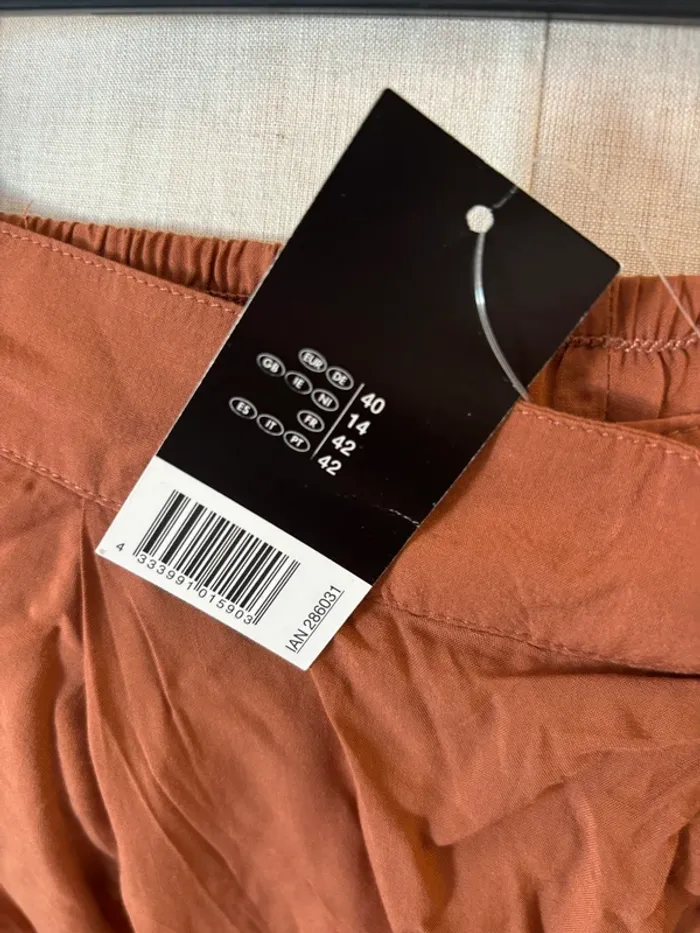 EUR DE 40
GB IE NI 14
FR 42
ES IT PT 42
4 333991 015903
IAN 286031